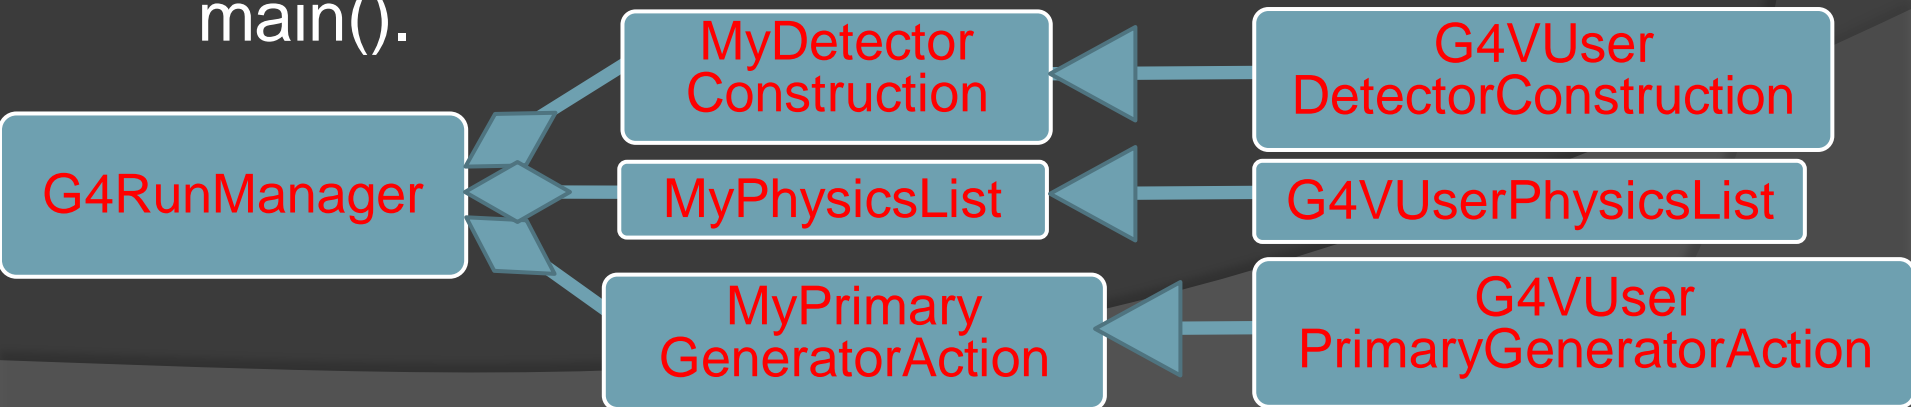 main().
MyDetector
Construction
G4VUser
DetectorConstruction
G4RunManager
MyPhysicsList
G4VUserPhysicsList
MyPrimary
GeneratorAction
G4VUser
PrimaryGeneratorAction